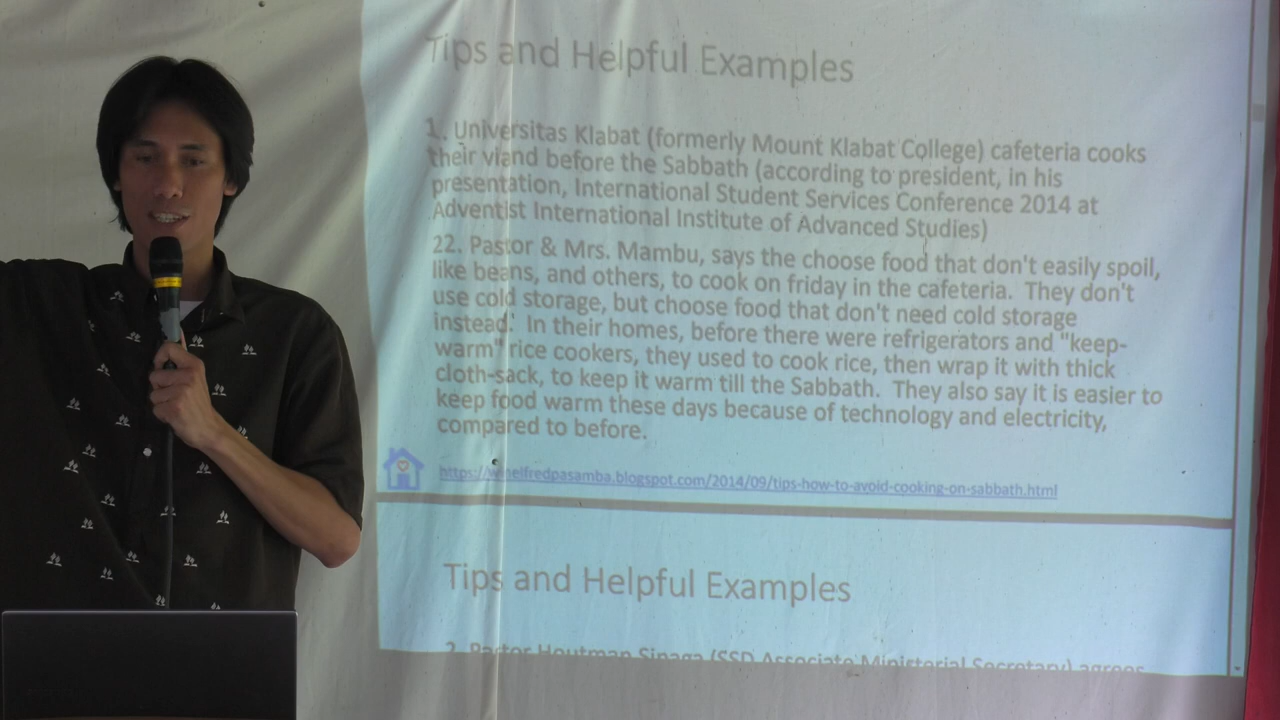 Tips and Helpful Examples
1. Universitas Klabat (formerly Mount Klabat College) cafeteria cooks
their viand before the Sabbath (according to president, in his
presentation, International Student Services Conference 2014 at
Adventist International Institute of Advanced Studies)
22. Pastor & Mrs. Mambu, says the choose food that don't easily spoil,
like beans, and others, to cook on friday in the cafeteria. They don't
use cold storage, but choose food that don't need cold storage
instead. In their homes, before there were refrigerators and "keep-
warm" rice cookers, they used to cook rice, then wrap it with thick
cloth-sack, to keep it warm till the Sabbath. They also say it is easier to
keep food warm these days because of technology and electricity,
compared to before.
https://winelfredpasamba.blogspot.com/2014/09/tips-how-to-avoid-cooking-on-sabbath.html
Tips and Helpful Examples
2. Pastor Houtman Sinaga (SSD Associate Ministerial Secretary) agrees